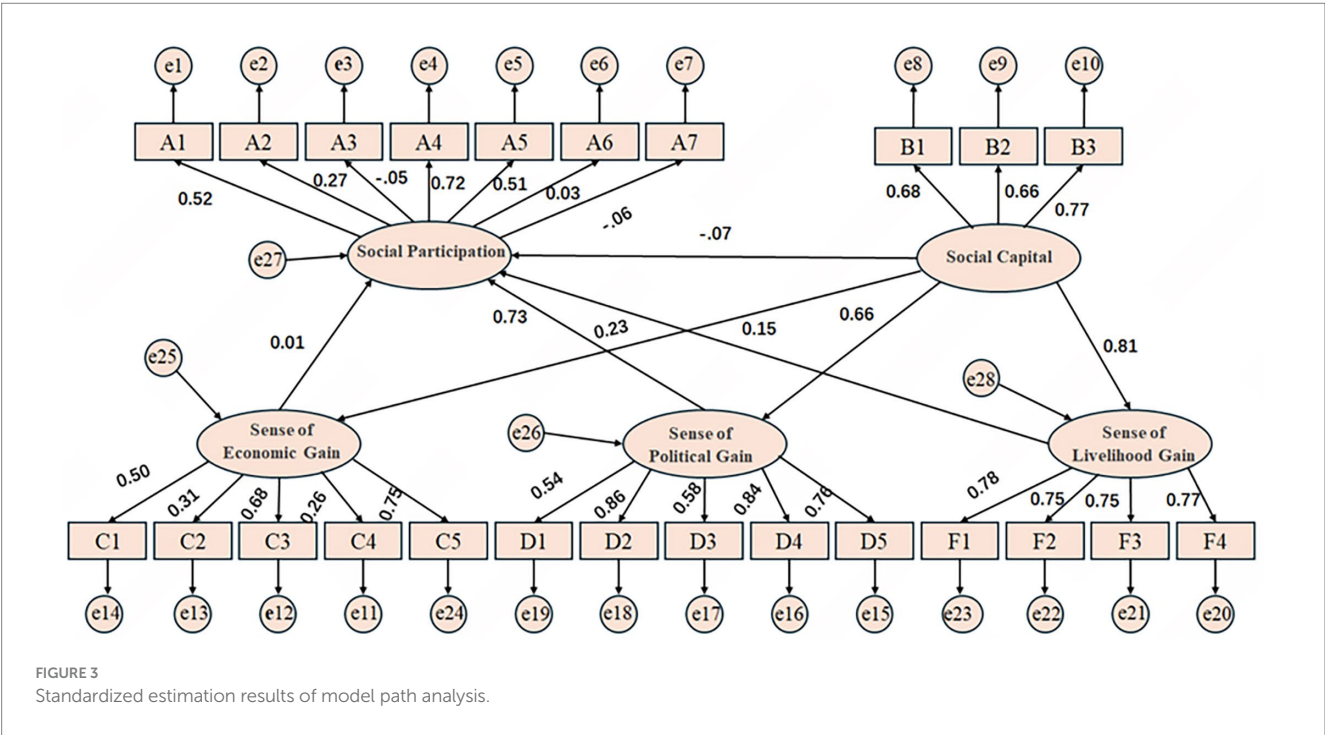 e1 e2 e3 e4 e5 e6 e7 e8 e9 e10
A1 A2 A3 A4 A5 A6 A7 B1 B2 B3
0.52 0.27 -.05 0.72 0.51 0.03 -.06 0.68 0.66 0.77
-.07
e27 Social Participation Social Capital
0.73 0.23 0.15 0.66
0.01 0.81
e25 e28
e26
Sense of
Economic Gain
Sense of
Political Gain
Sense of
Livelihood Gain
0.50 0.31 0.68 0.26 0.75 0.54 0.86 0.58 0.84 0.76 0.78 0.75 0.75 0.77
C1 C2 C3 C4 C5 D1 D2 D3 D4 D5 F1 F2 F3 F4
e14 e13 e12 e11 e24 e19 e18 e17 e16 e15 e23 e22 e21 e20
FIGURE 3
Standardized estimation results of model path analysis.